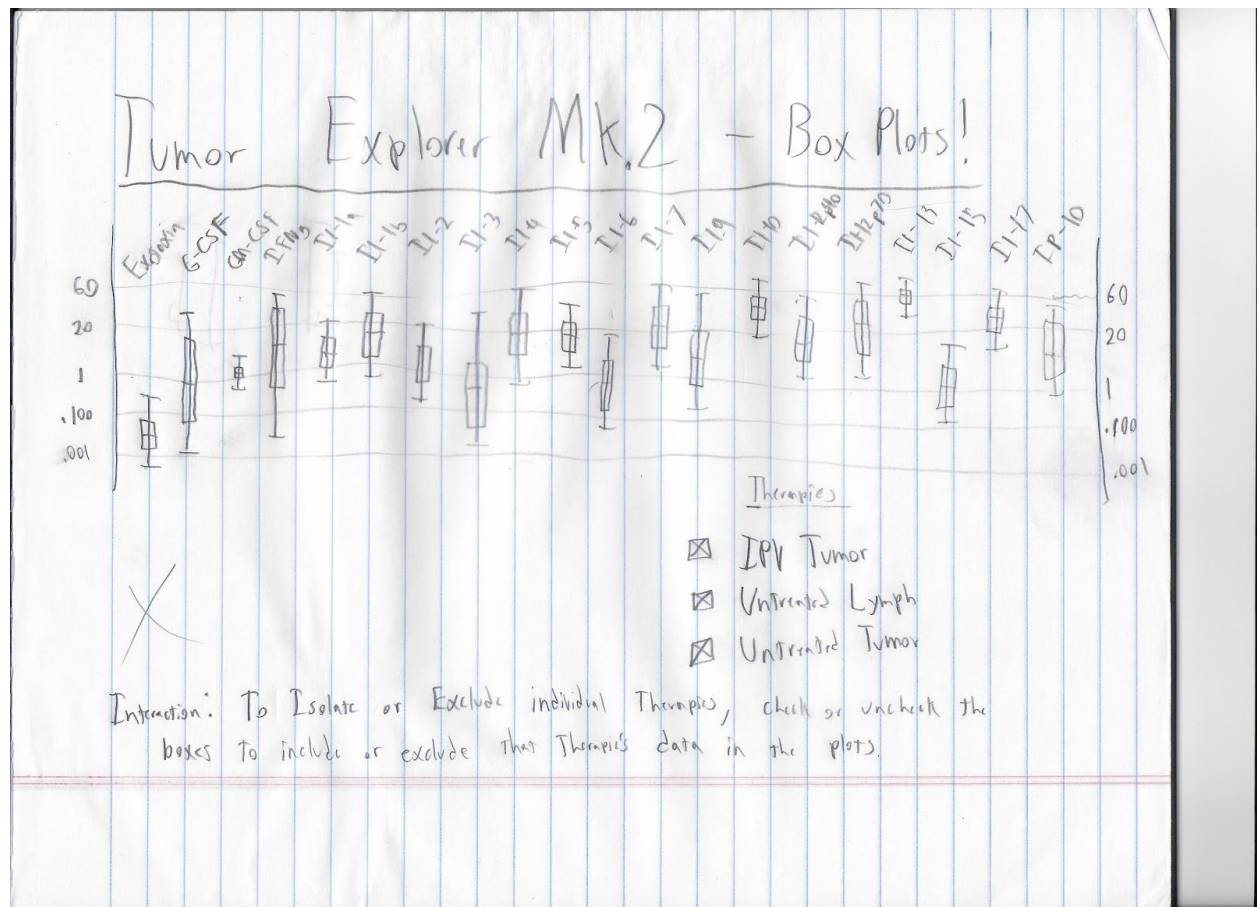 Tumor Explorer Mk.2 - Box Plots!
Exotaxin G-CSF GM-CSF IFNg Il-1a Il-1b Il-2 Il-3 Il-4 Il-5 Il-6 Il-7 Il-9 Il-10 Il-12p40 Il-12p70 Il-13 Il-15 Il-17 IP-10
60 60
20 20
1 1
.100 .100
.001 .001
Therapies
IPV Tumor
Untreated Lymph
Untreated Tumor
Interaction: To Isolate or Exclude individual Therapies, check or uncheck the
boxes to include or exclude that Therapie's data in the plots.